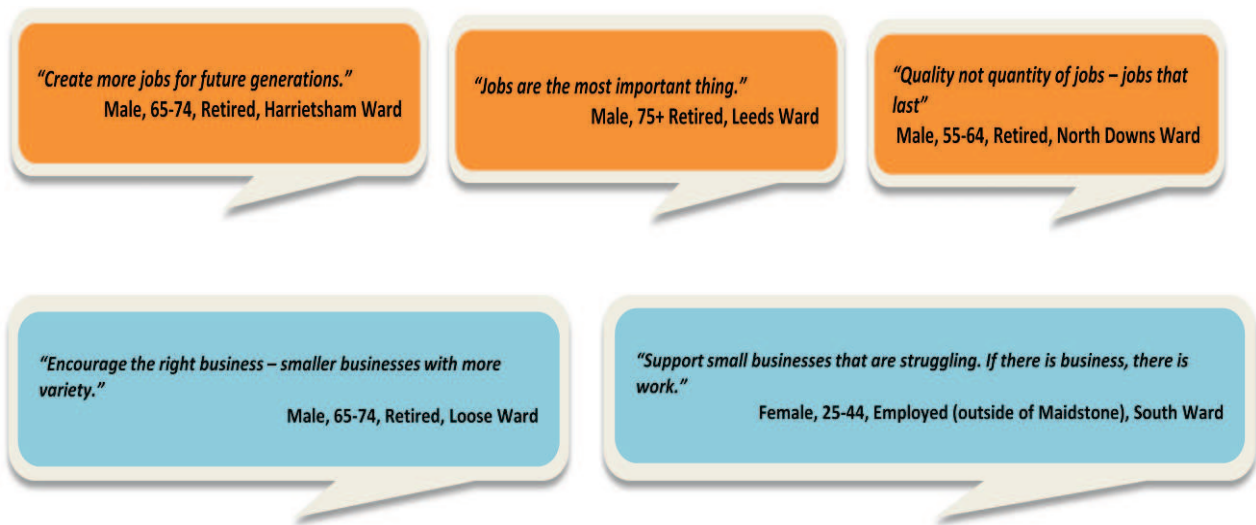 “Create more jobs for future generations.”
Male, 65-74, Retired, Harrietsham Ward
“Jobs are the most important thing.”
Male, 75+ Retired, Leeds Ward
“Quality not quantity of jobs – jobs that
last”
Male, 55-64, Retired, North Downs Ward
“Encourage the right business – smaller businesses with more
variety.”
Male, 65-74, Retired, Loose Ward
“Support small businesses that are struggling. If there is business, there is
work.”
Female, 25-44, Employed (outside of Maidstone), South Ward